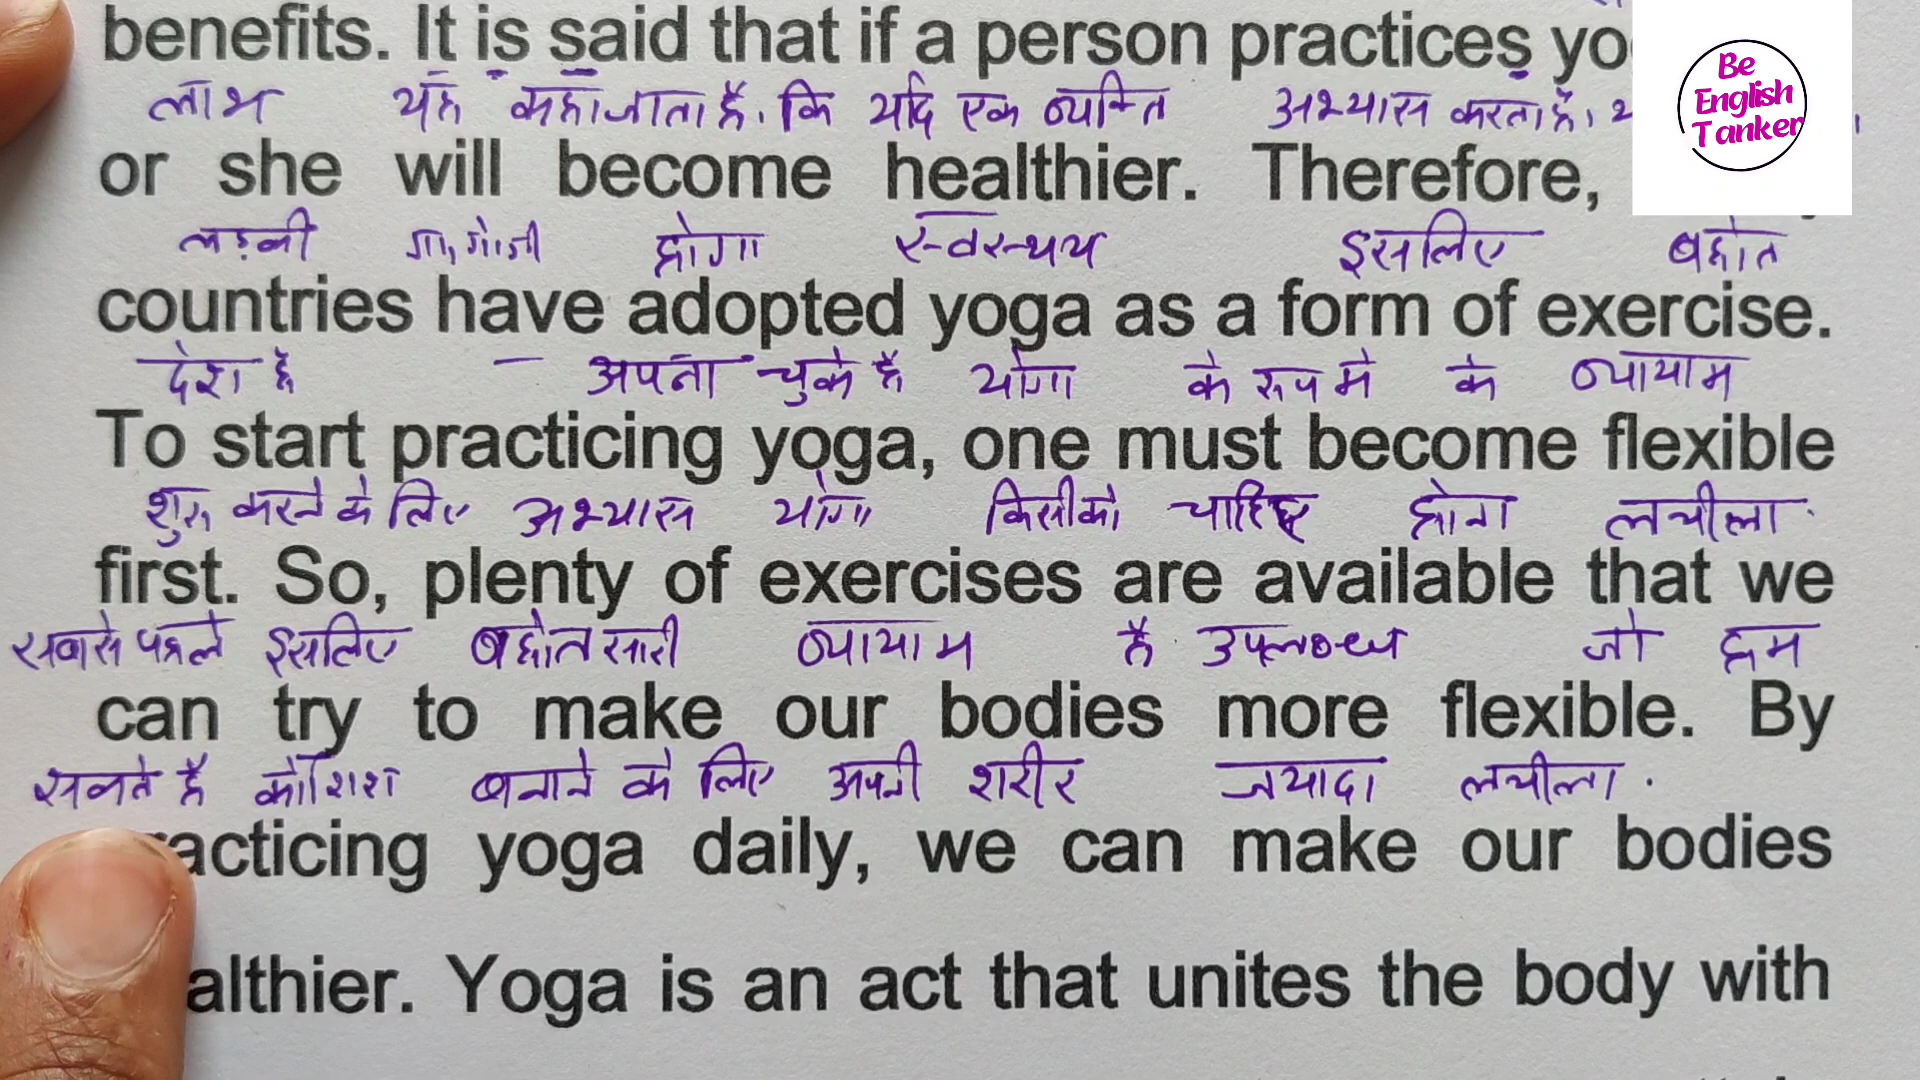 benefits. It is said that if a person practices yo
लाभ यह कहा जाता है, कि यदि एक व्यक्ति अभ्यास करता है,
or she will become healthier. Therefore,
लड़की गा,गे,गी होगा स्वस्थ्य इसलिए बहोत
countries have adopted yoga as a form of exercise.
देश है अपना चुके है योगा के रूप मे के व्यायाम
To start practicing yoga, one must become flexible
शुरू करने के लिए अभ्यास योगा किसीको चाहिए होना लचीला.
first. So, plenty of exercises are available that we
सबसे पहले इसलिए बहोत सारी व्यायाम है उपलब्ध जो हम
can try to make our bodies more flexible. By
सकते है कोशिश बनाने के लिए अपनी शरीर जयादा लचीला.
acticing yoga daily, we can make our bodies
althier. Yoga is an act that unites the body with
Be
English
Tanker